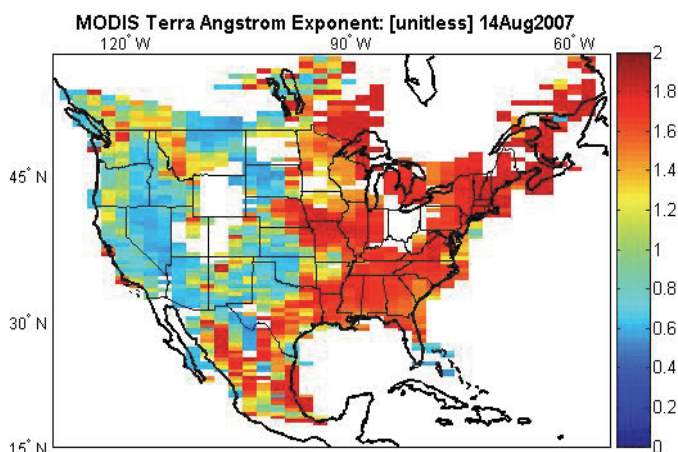 MODIS Terra Angstrom Exponent: [unitless] 14Aug2007
120° W 90° W 60° W
2
1.8
1.6
45° N
1.4
1.2
1
0.8
30° N
0.6
0.4
0.2
15° N
0